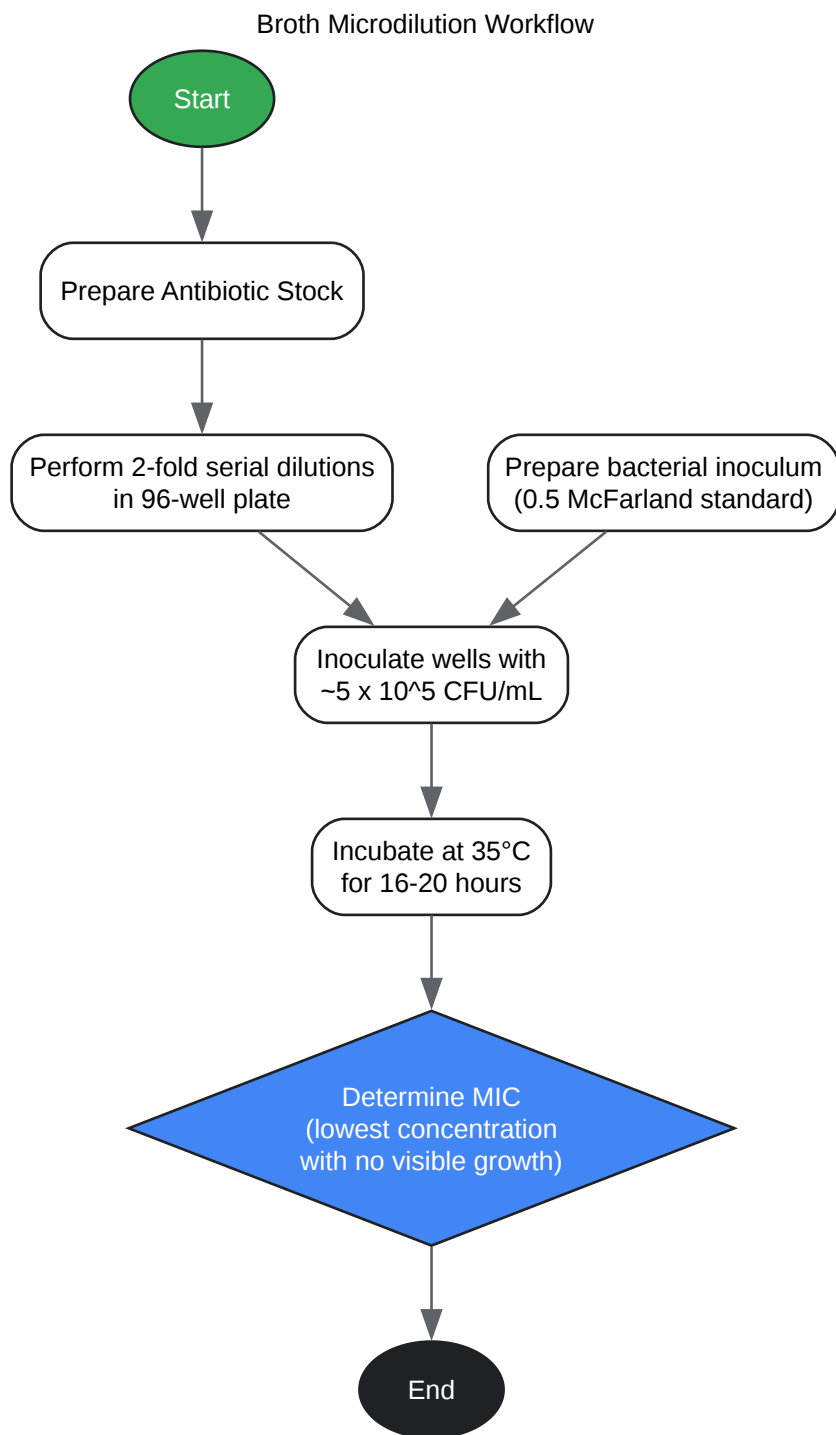 Broth Microdilution Workflow
Start
Prepare Antibiotic Stock
Perform 2-fold serial dilutions
in 96-well plate
Prepare bacterial inoculum
(0.5 McFarland standard)
Inoculate wells with
~5 x 10^5 CFU/mL
Incubate at 35°C
for 16-20 hours
Determine MIC
(lowest concentration
with no visible growth)
End